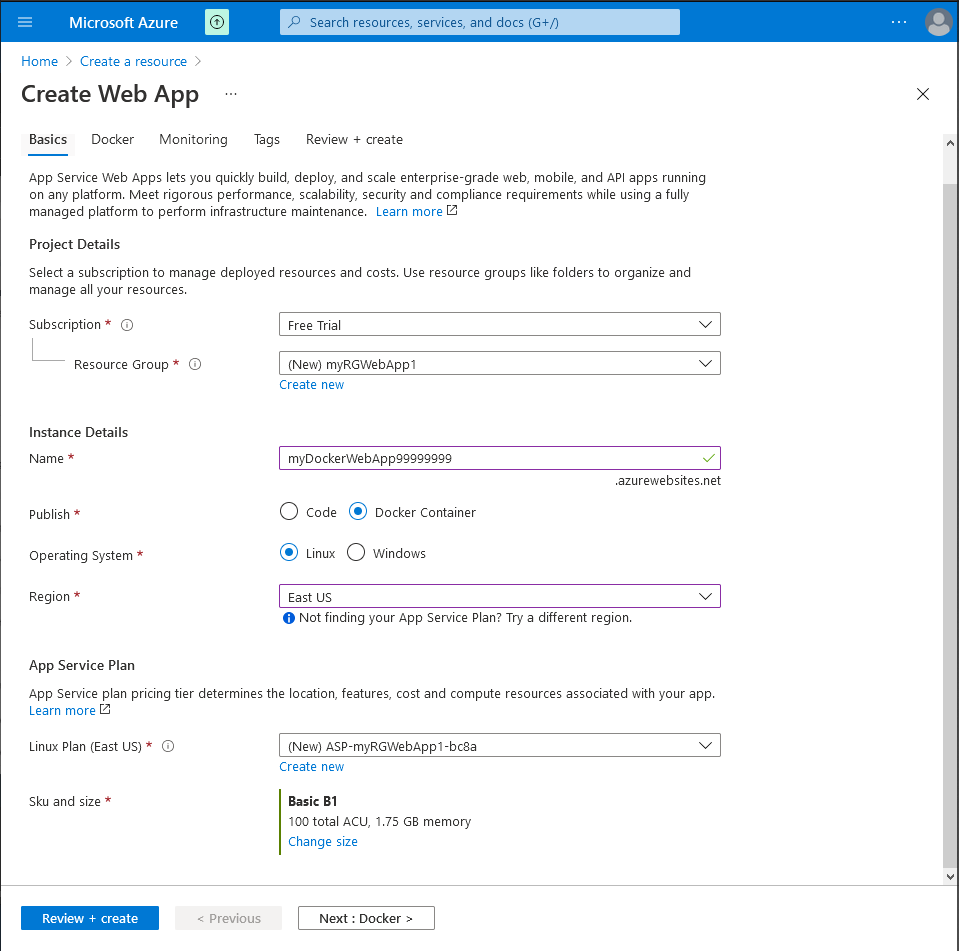 Microsoft Azure
Search resources, services, and docs (G+/)
...
Home > Create a resource >
Create Web App ...
Basics Docker Monitoring Tags Review + create
App Service Web Apps lets you quickly build, deploy, and scale enterprise-grade web, mobile, and API apps running
on any platform. Meet rigorous performance, scalability, security and compliance requirements while using a fully
managed platform to perform infrastructure maintenance. Learn more
Project Details
Select a subscription to manage deployed resources and costs. Use resource groups like folders to organize and
manage all your resources.
Subscription *
Free Trial
Resource Group *
(New) myRGWebApp1
Create new
Instance Details
Name *
myDockerWebApp99999999
.azurewebsites.net
Publish *
Code Docker Container
Operating System *
Linux Windows
Region *
East US
Not finding your App Service Plan? Try a different region.
App Service Plan
App Service plan pricing tier determines the location, features, cost and compute resources associated with your app.
Learn more
Linux Plan (East US) *
(New) ASP-myRGWebApp1-bc8a
Create new
Sku and size *
Basic B1
100 total ACU, 1.75 GB memory
Change size
Review + create
< Previous
Next : Docker >